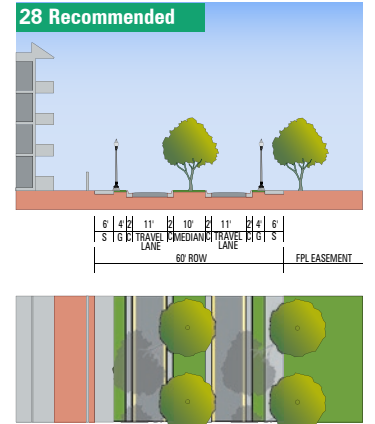 28 Recommended
6' 4' 2' 11' 2' 10' 2' 11' 2' 4' 6'
S G C TRAVEL LANE C MEDIAN C TRAVEL LANE C G S
60' ROW FPL EASEMENT